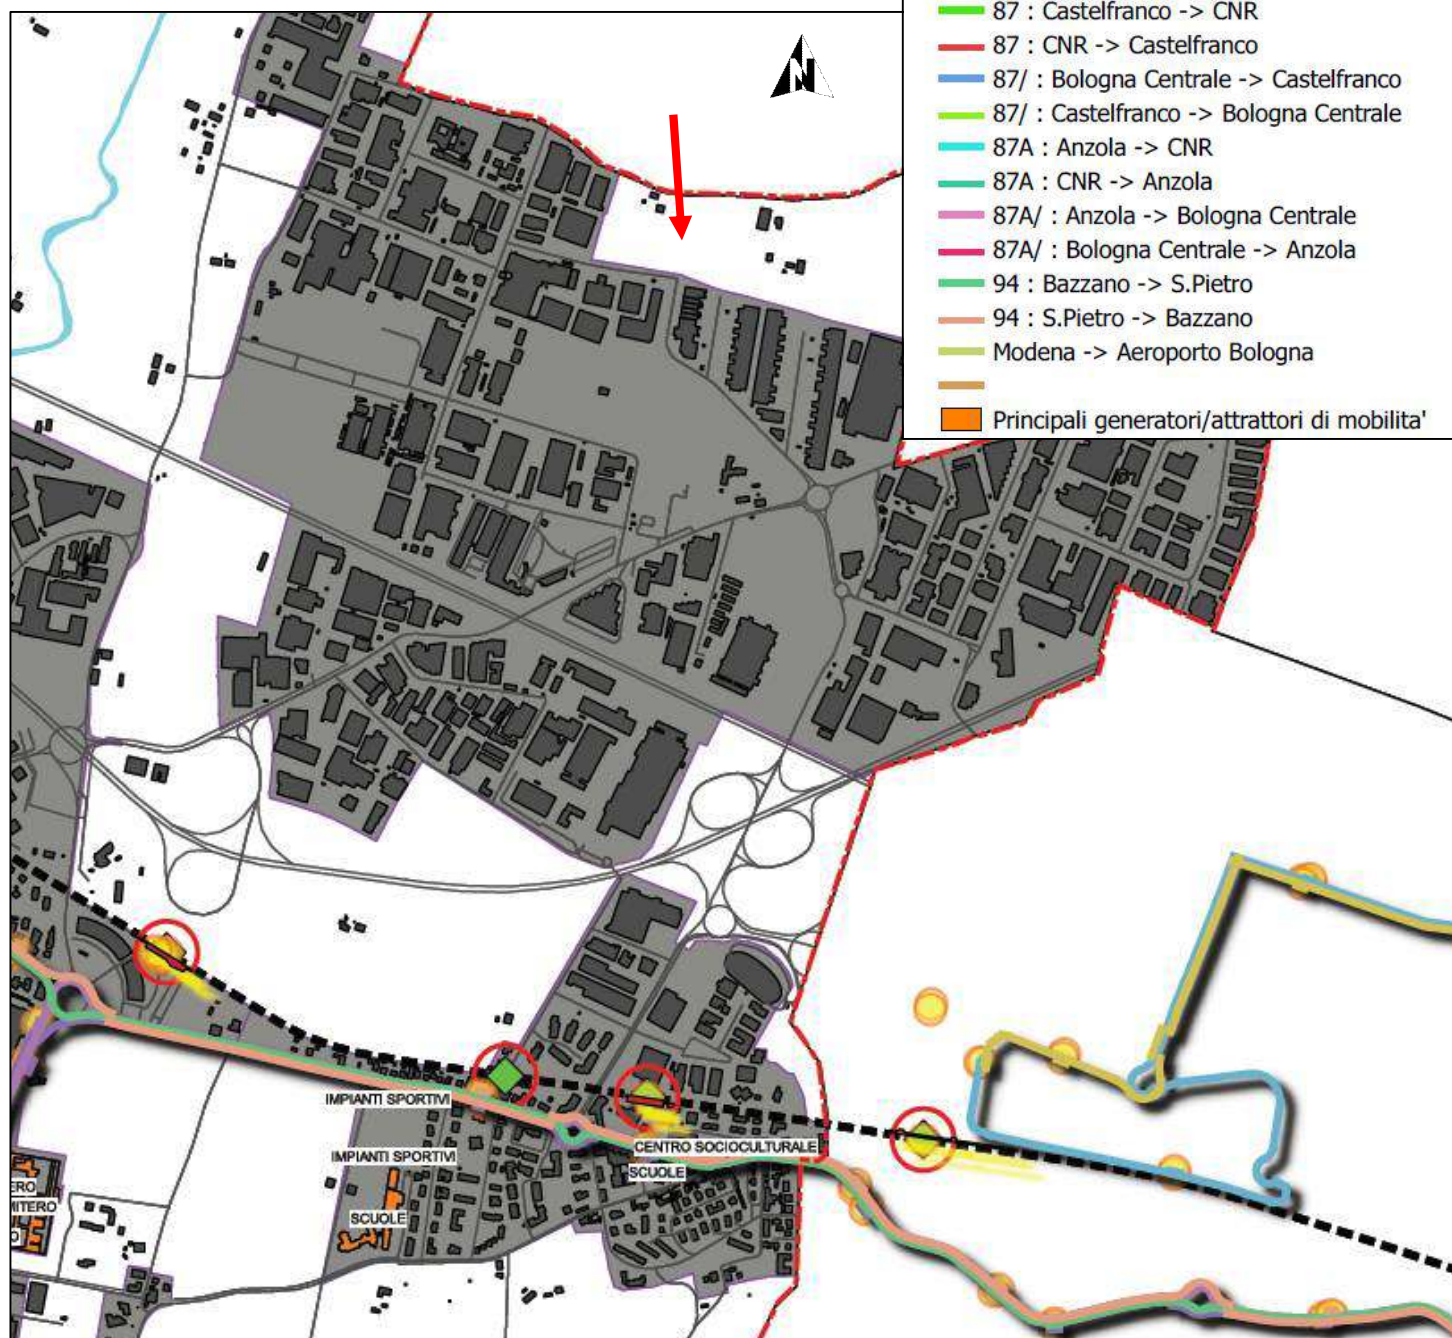 87 : Castelfranco -> CNR
87 : CNR -> Castelfranco
87/ : Bologna Centrale -> Castelfranco
87/ : Castelfranco -> Bologna Centrale
87A : Anzola -> CNR
87A : CNR -> Anzola
87A/ : Anzola -> Bologna Centrale
87A/ : Bologna Centrale -> Anzola
94 : Bazzano -> S.Pietro
94 : S.Pietro -> Bazzano
Modena -> Aeroporto Bologna
Principali generatori/attrattori di mobilita'
N
IMPIANTI SPORTIVI
IMPIANTI SPORTIVI
CENTRO SOCIOCULTURALE
SCUOLE
SCUOLE
ERO
MITERO
O